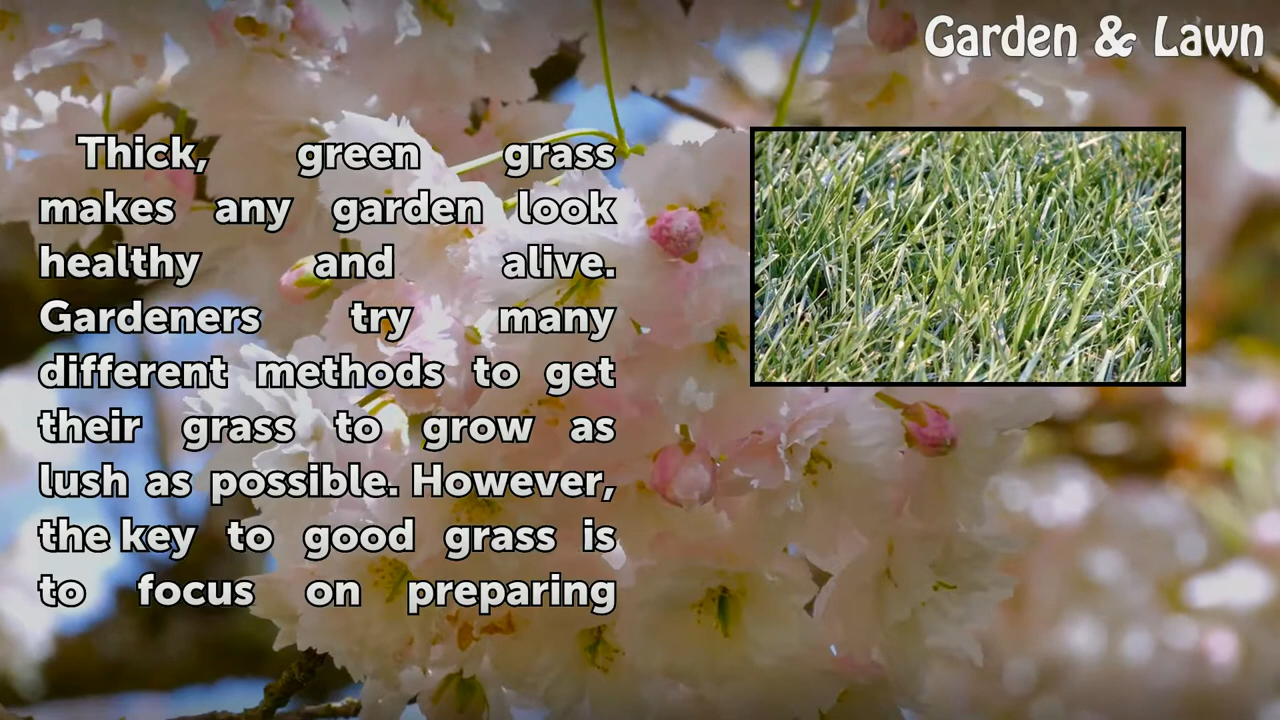 Garden & Lawn
Thick, green grass
makes any garden look
healthy and alive.
Gardeners try many
different methods to get
their grass to grow as
lush as possible. However,
the key to good grass is
to focus on preparing